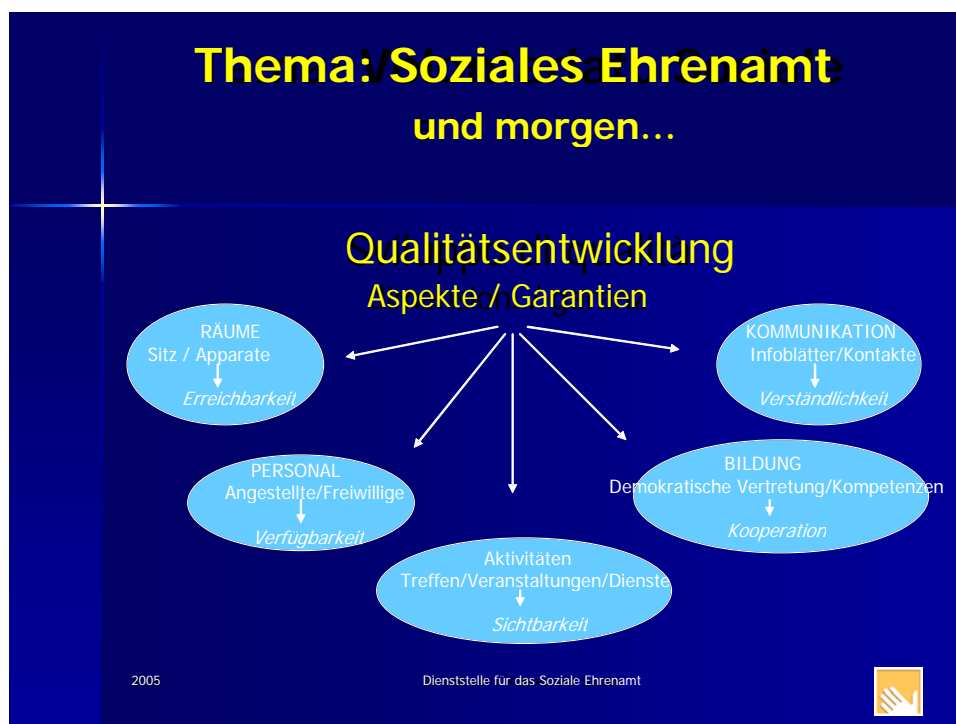 Thema: Soziales Ehrenamt
und morgen...
Qualitätsentwicklung
Aspekte / Garantien
RÄUME
Sitz / Apparate
Erreichbarkeit
KOMMUNIKATION
Infoblätter/Kontakte
Verständlichkeit
PERSONAL
Angestellte/Freiwillige
Verfügbarkeit
BILDUNG
Demokratische Vertretung/Kompetenzen
Kooperation
Aktivitäten
Treffen/Veranstaltungen/Dienste
Sichtbarkeit
2005
Dienststelle für das Soziale Ehrenamt